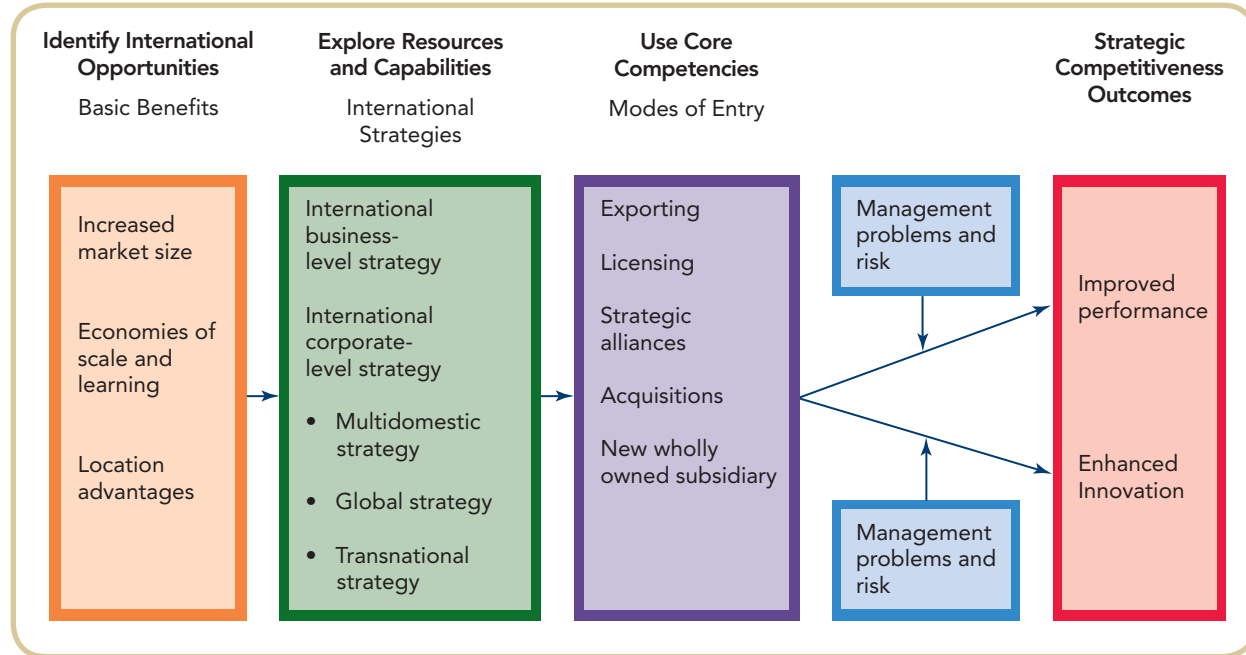 Identify International
Opportunities
Basic Benefits
Explore Resources
and Capabilities
International
Strategies
Use Core
Competencies
Modes of Entry
Strategic
Competitiveness
Outcomes
Increased
market size
Economies of
scale and
learning
Location
advantages
International
business-
level strategy
International
corporate-
level strategy
• Multidomestic
strategy
• Global strategy
• Transnational
strategy
Exporting
Licensing
Strategic
alliances
Acquisitions
New wholly
owned subsidiary
Management
problems and
risk
Management
problems and
risk
Improved
performance
Enhanced
Innovation